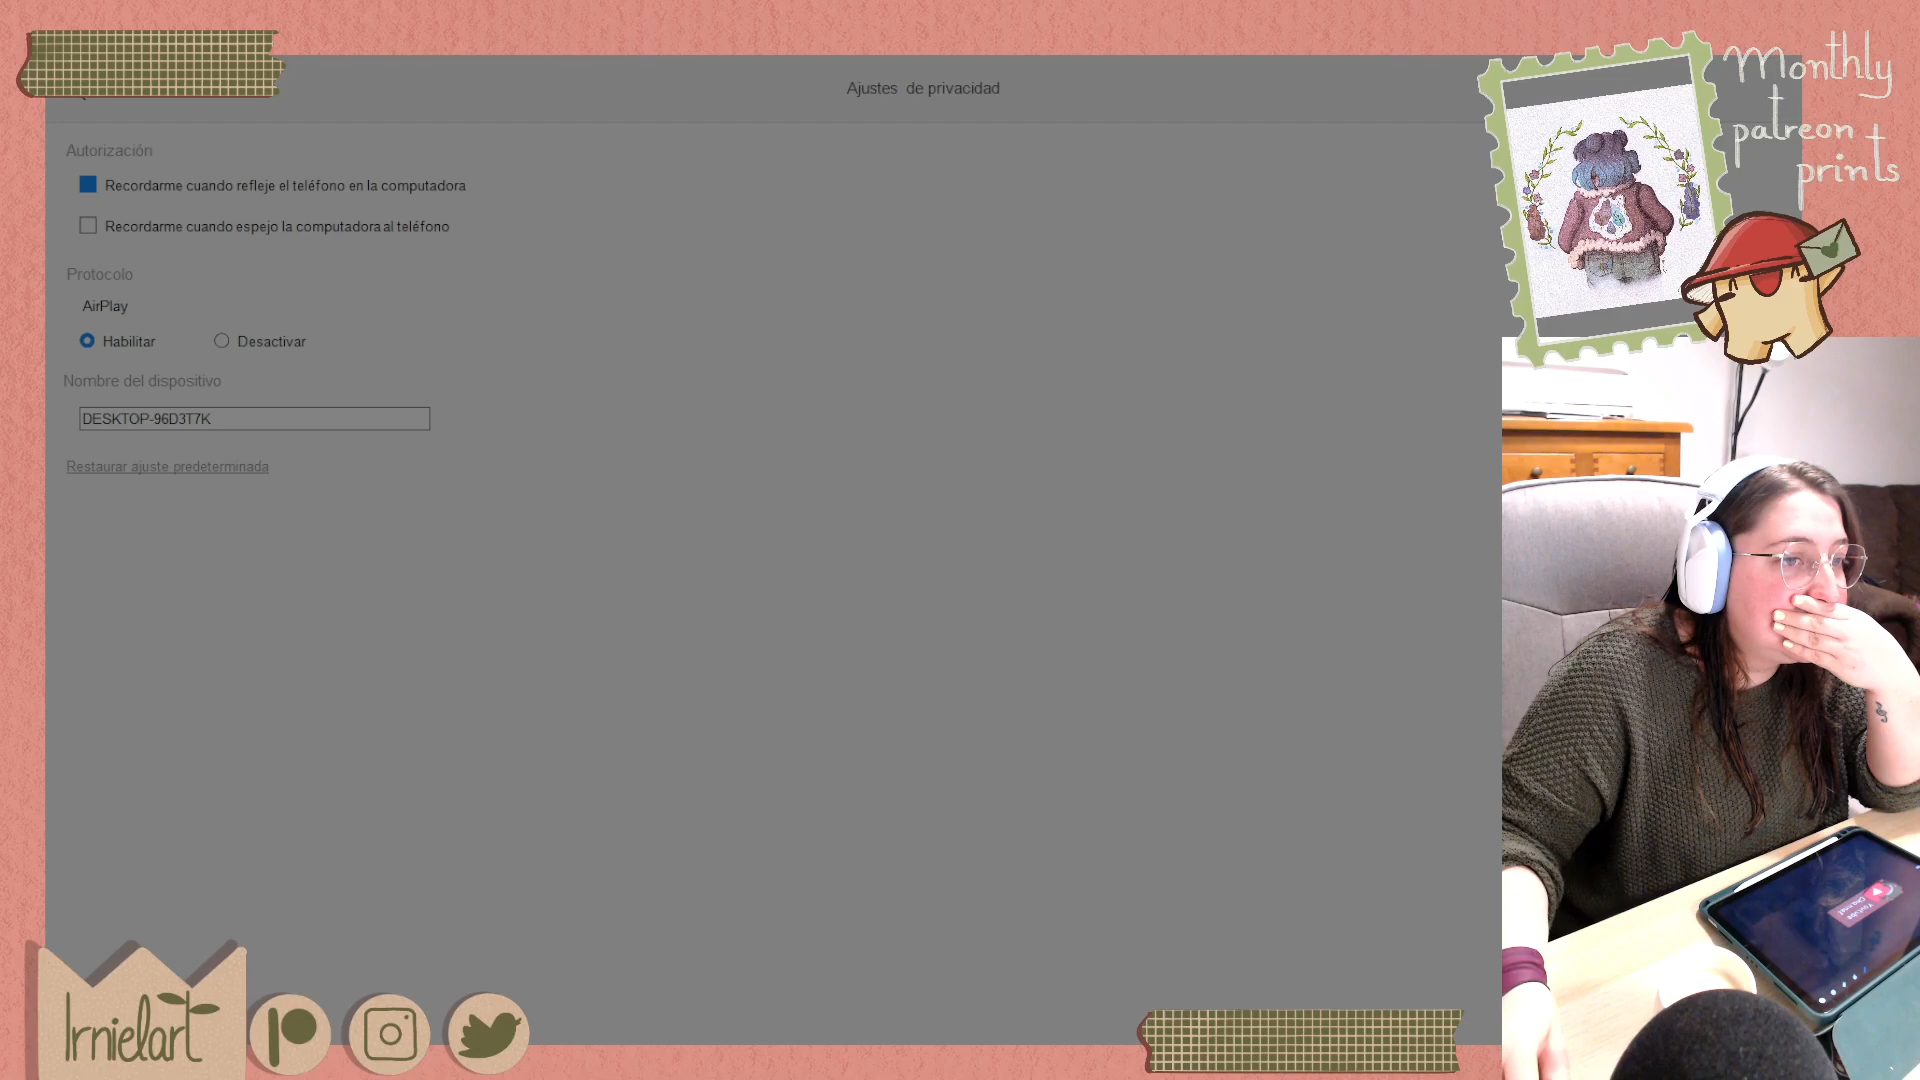 Ajustes de privacidad
Autorización
Recordarme cuando refleje el teléfono en la computadora
Recordarme cuando espejo la computadora al teléfono
Protocolo
AirPlay
Habilitar
Desactivar
Nombre del dispositivo
DESKTOP-96D3T7K
Restaurar ajuste predeterminada
Monthly
patreon
prints
Irnielart